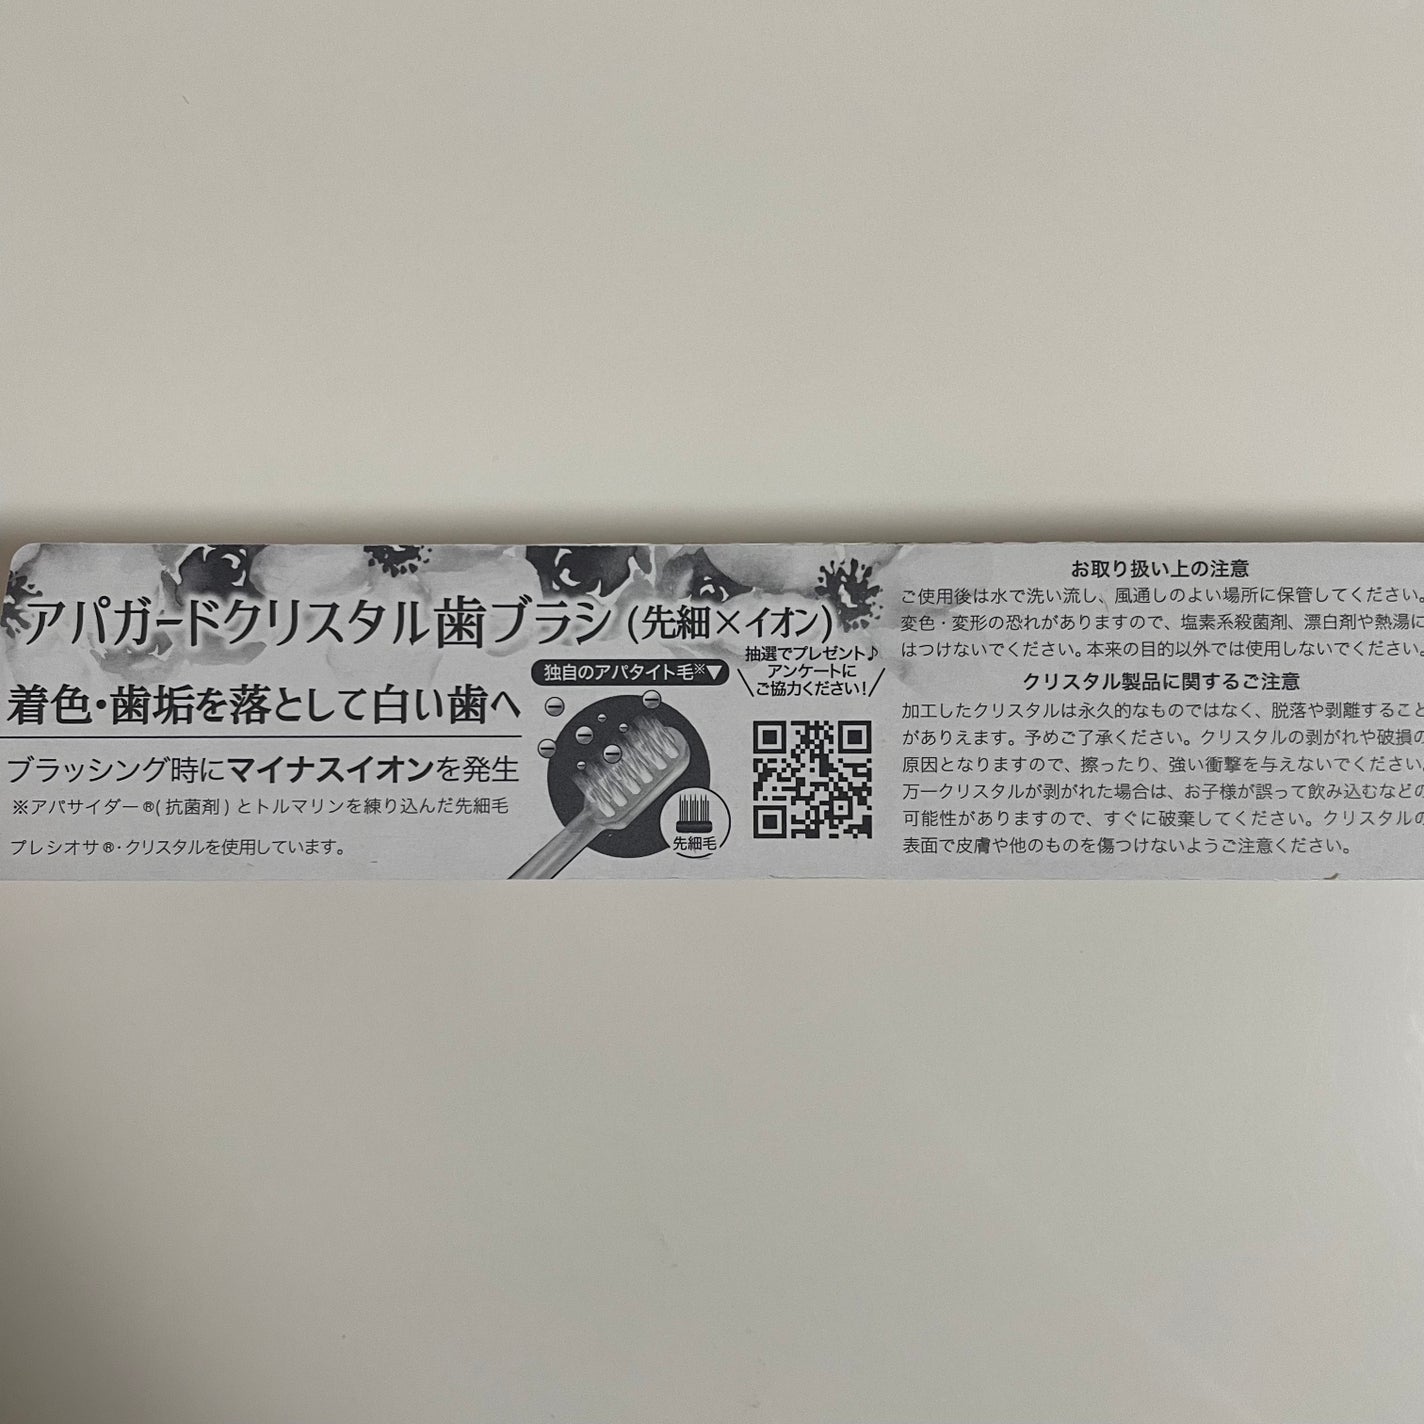 アパガードクリスタル歯ブラシ(先細×イオン)
着色・歯垢を落として白い歯へ
ブラッシング時にマイナスイオンを発生
※アパサイダー®(抗菌剤)とトルマリンを練り込んだ先細毛
プレシオサ®・クリスタルを使用しています。
独自のアパタイト毛※▼
先細毛
抽選でプレゼント♪
アンケートに
ご協力ください!
お取り扱い上の注意
ご使用後は水で洗い流し、風通しのよい場所に保管してください。
変色・変形の恐れがありますので、塩素系殺菌剤、漂白剤や熱湯に
はつけないでください。本来の目的以外では使用しないでください。
クリスタル製品に関するご注意
加工したクリスタルは永久的なものではなく、脱落や剥離すること
がありえます。予めご了承ください。クリスタルの剥がれや破損の
原因となりますので、擦ったり、強い衝撃を与えないでください。
万一クリスタルが剥がれた場合は、お子様が誤って飲み込むなどの
可能性がありますので、すぐに破棄してください。クリスタルの
表面で皮膚や他のものを傷つけないようご注意ください。